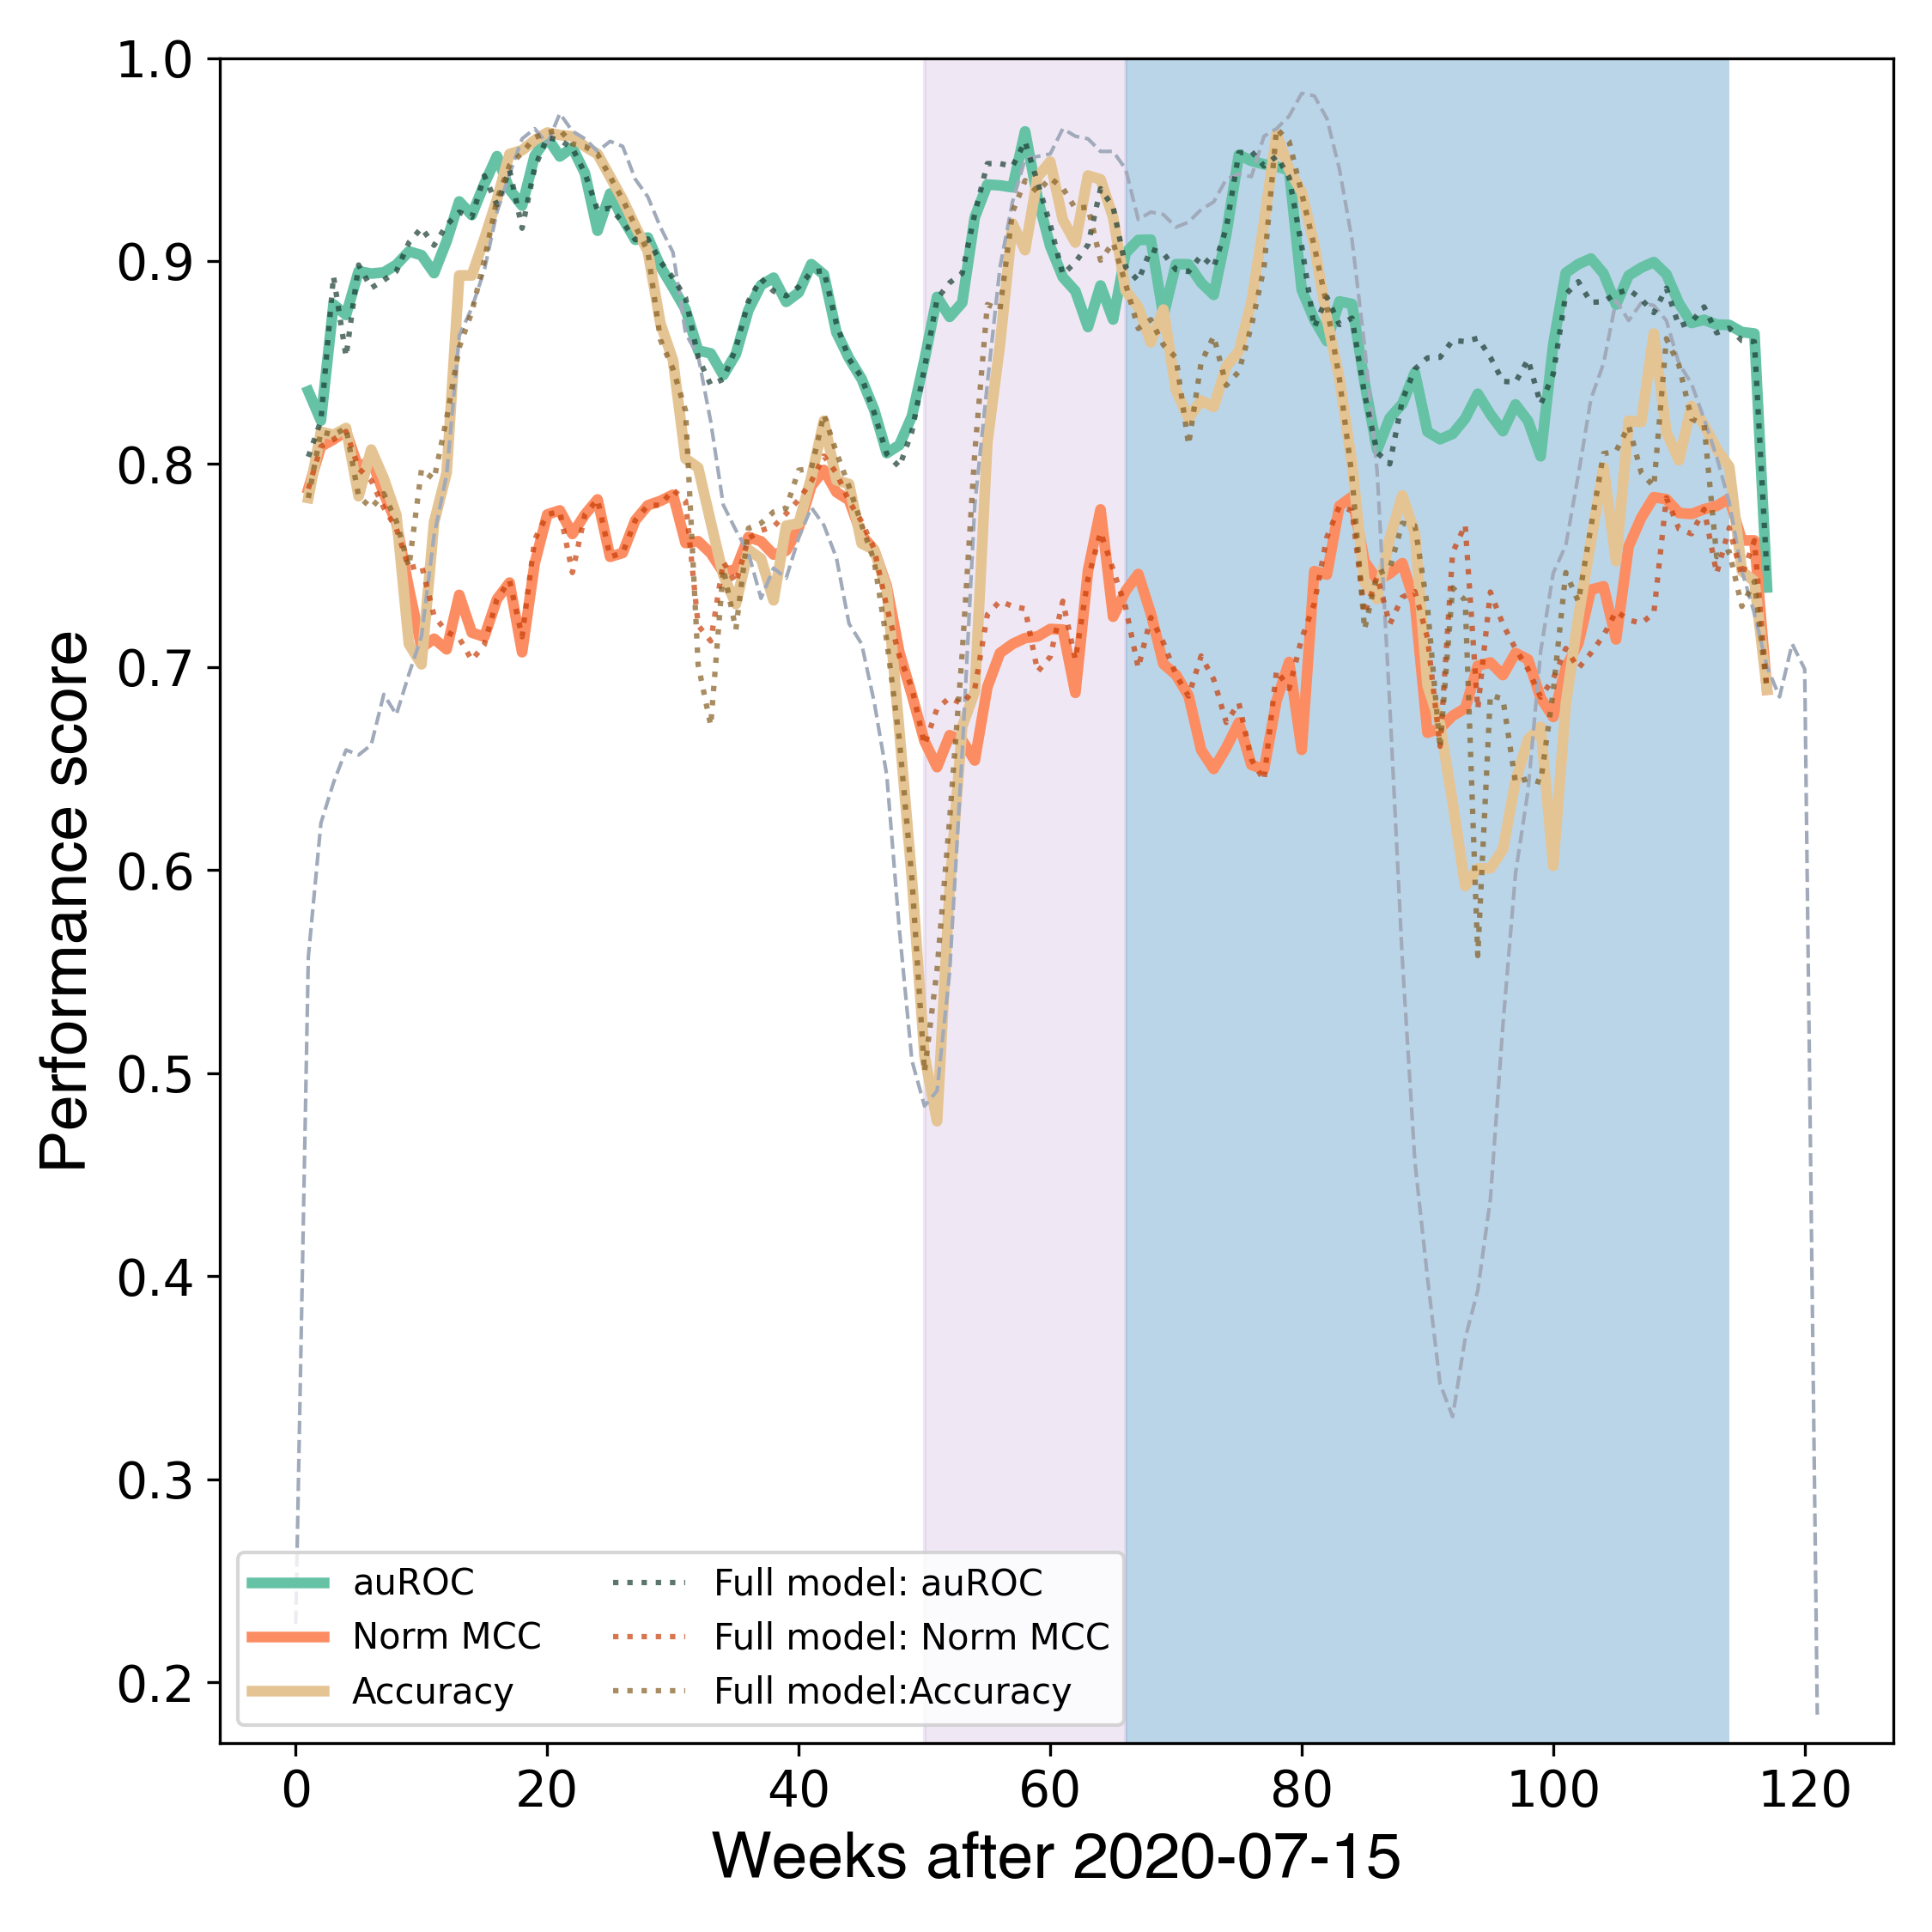 1.0
0.9
0.8
0.7
0.6
0.5
0.4
0.3
0.2
Performance score
auROC
Norm MCC
Accuracy
Full model: auROC
Full model: Norm MCC
Full model:Accuracy
0 20 40 60 80 100 120
Weeks after 2020-07-15